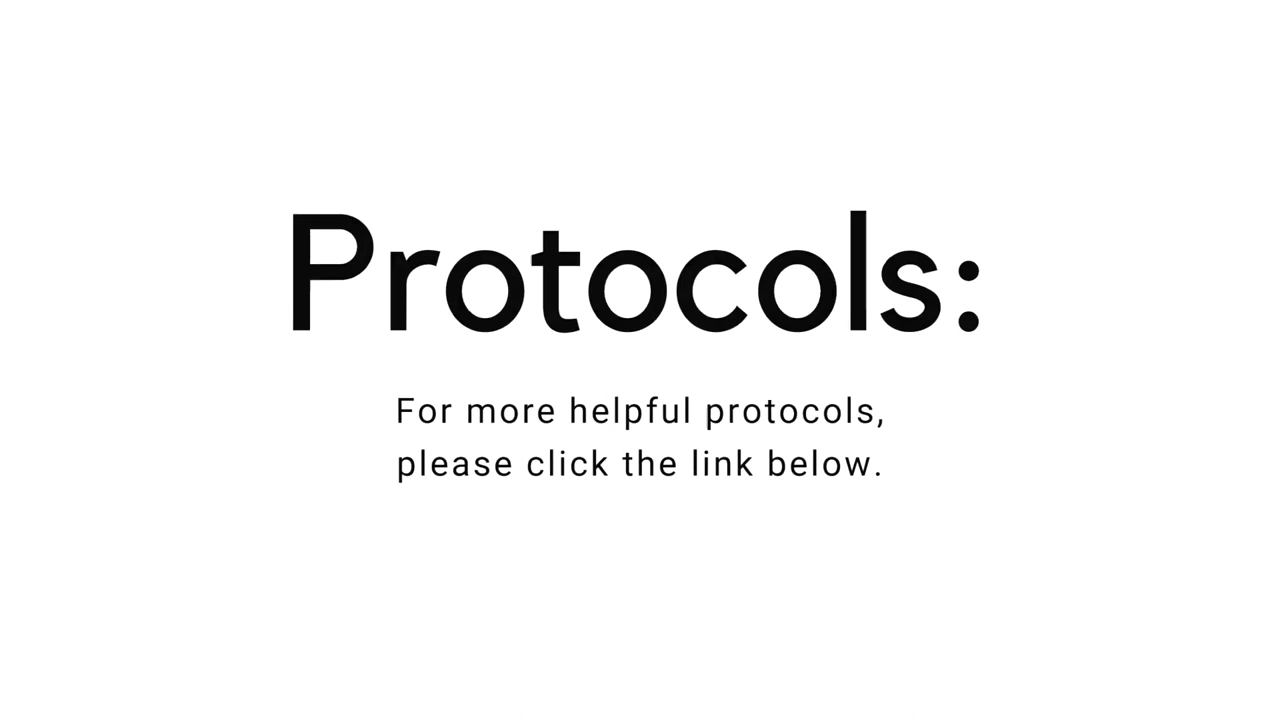 Protocols:
For more helpful protocols,
please click the link below.